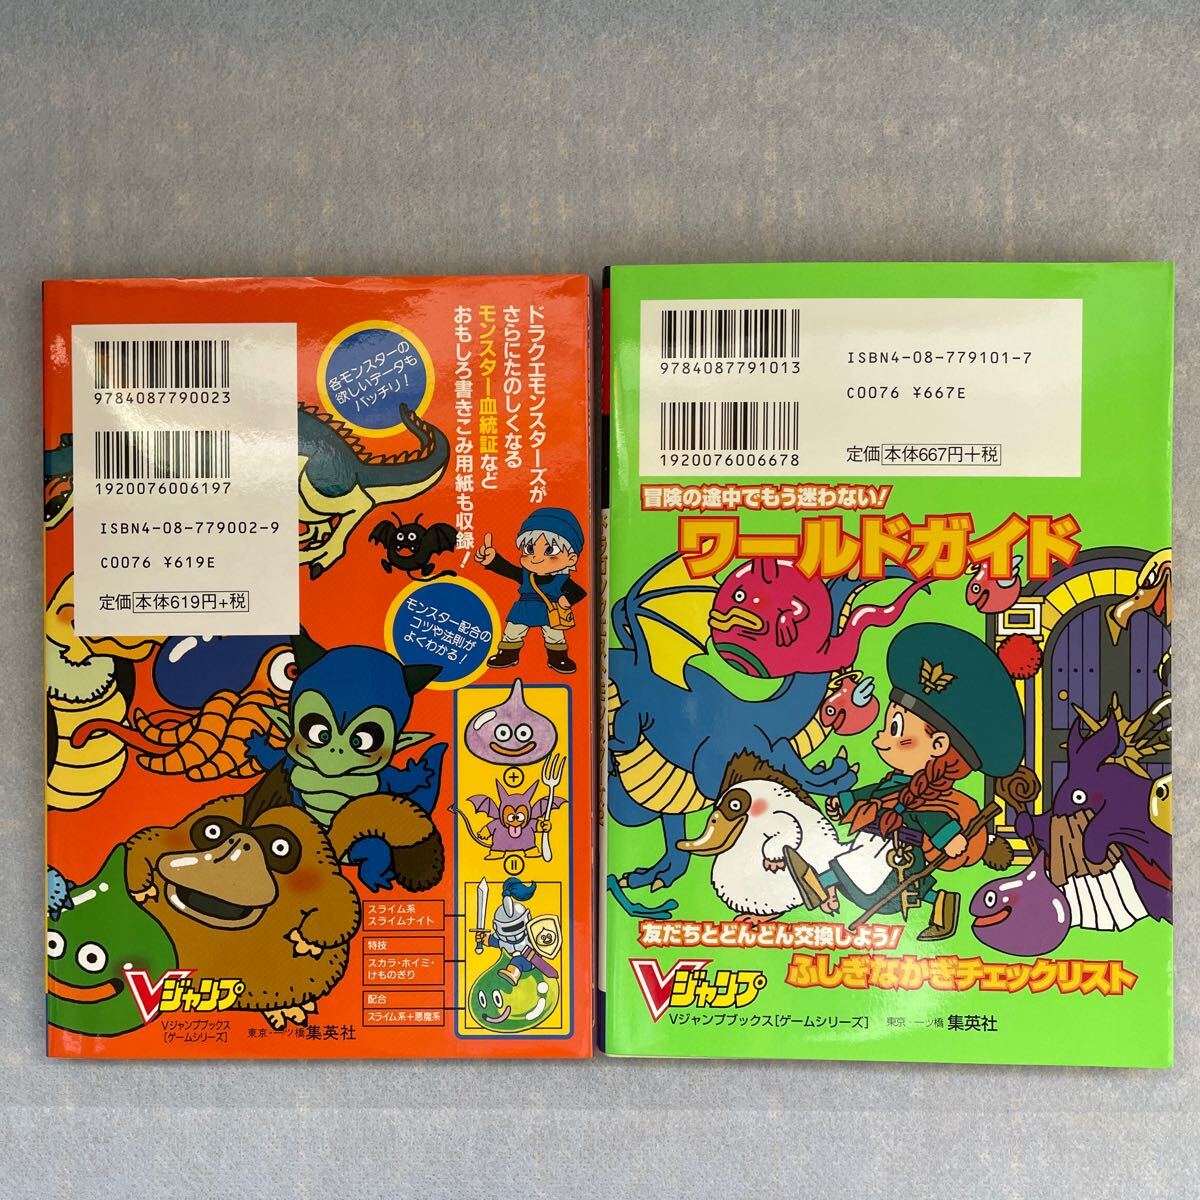 9784087790023
1920076006197
ISBN4-08-779002-9
C0076 ¥619E
定価 本体619円+税
各モンスターの
欲しいデータも
バッチリ！
ドラクエモンスターズが
さらにたのしくなる
モンスター血統証など
おもしろ書きこみ用紙も収録！
モンスター配合の
コツや法則が
よくわかる！
+
=
スライム系
スライムナイト
特技
スカラ・ホイミ・
けものぎり
配合
スライム系+悪魔系
Vジャンプ
Vジャンプブックス
[ゲームシリーズ]
東京・一ツ橋 集英社
9784087791013
1920076006678
ISBN4-08-779101-7
C0076 ¥667E
定価 本体667円+税
冒険の途中でもう迷わない！
ワールドガイド
友だちとどんどん交換しよう！
ふしぎなかぎチェックリスト
Vジャンプ
Vジャンプブックス[ゲームシリーズ] 東京・一ツ橋 集英社